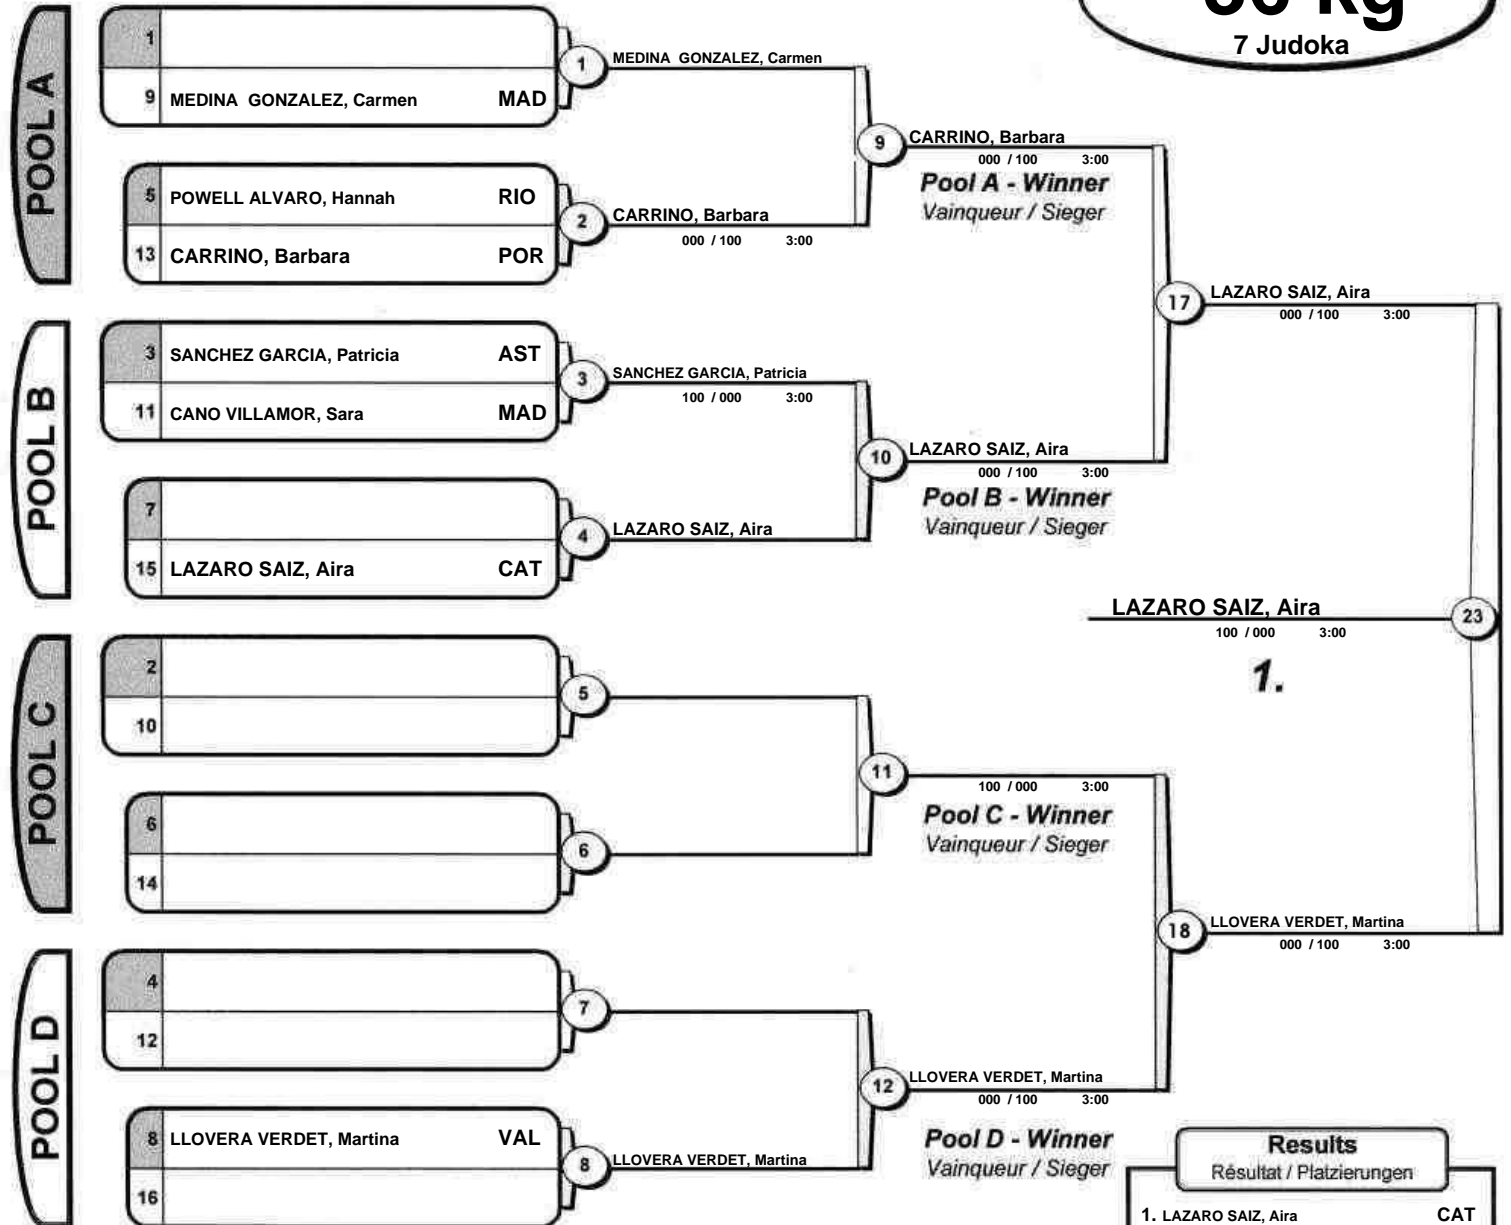 kg
7 Judoka
POOL A
1
9 MEDINA GONZALEZ, Carmen MAD
1 MEDINA GONZALEZ, Carmen
5 POWELL ALVARO, Hannah RIO
13 CARRINO, Barbara POR
2 CARRINO, Barbara
000 / 100 3:00
9 CARRINO, Barbara
000 / 100 3:00
Pool A - Winner
Vainqueur / Sieger
POOL B
3 SANCHEZ GARCIA, Patricia AST
11 CANO VILLAMOR, Sara MAD
3 SANCHEZ GARCIA, Patricia
100 / 000 3:00
7
15 LAZARO SAIZ, Aira CAT
4 LAZARO SAIZ, Aira
10 LAZARO SAIZ, Aira
000 / 100 3:00
Pool B - Winner
Vainqueur / Sieger
17 LAZARO SAIZ, Aira
000 / 100 3:00
LAZARO SAIZ, Aira 23
100 / 000 3:00
1.
POOL C
2
10
5
6
14
6
11
100 / 000 3:00
Pool C - Winner
Vainqueur / Sieger
18 LLOVERA VERDET, Martina
000 / 100 3:00
POOL D
4
12
7
8 LLOVERA VERDET, Martina VAL
16
8 LLOVERA VERDET, Martina
12 LLOVERA VERDET, Martina
000 / 100 3:00
Pool D - Winner
Vainqueur / Sieger
Results
Résultat / Platzierungen
1. LAZARO SAIZ, Aira CAT